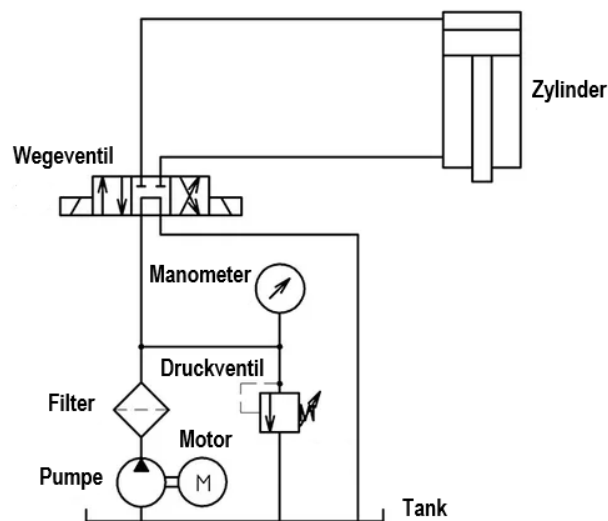 Zylinder
Wegeventil
Manometer
Druckventil
Filter
Motor
M
Pumpe
Tank